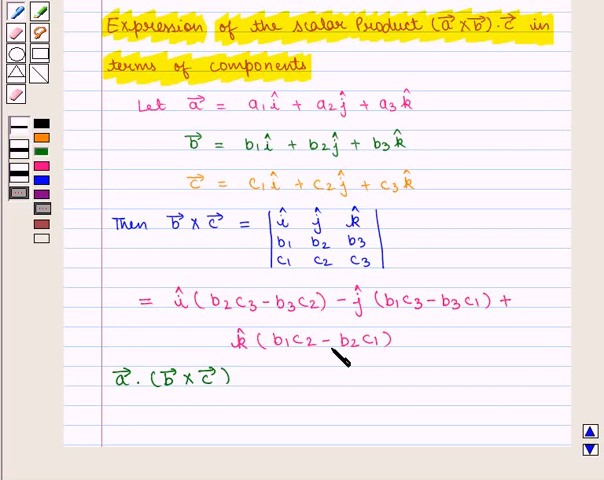 Expression of the scalar Product (a⃗ × b⃗) · c⃗ in
terms of components
Let a⃗ = a₁î + a₂ĵ + a₃k̂
b⃗ = b₁î + b₂ĵ + b₃k̂
c⃗ = c₁î + c₂ĵ + c₃k̂
Then b⃗ × c⃗ = | î ĵ k̂ |
| b₁ b₂ b₃ |
| c₁ c₂ c₃ |
= î (b₂c₃ − b₃c₂) − ĵ (b₁c₃ − b₃c₁) +
k̂ (b₁c₂ − b₂c₁)
a⃗ · (b⃗ × c⃗)